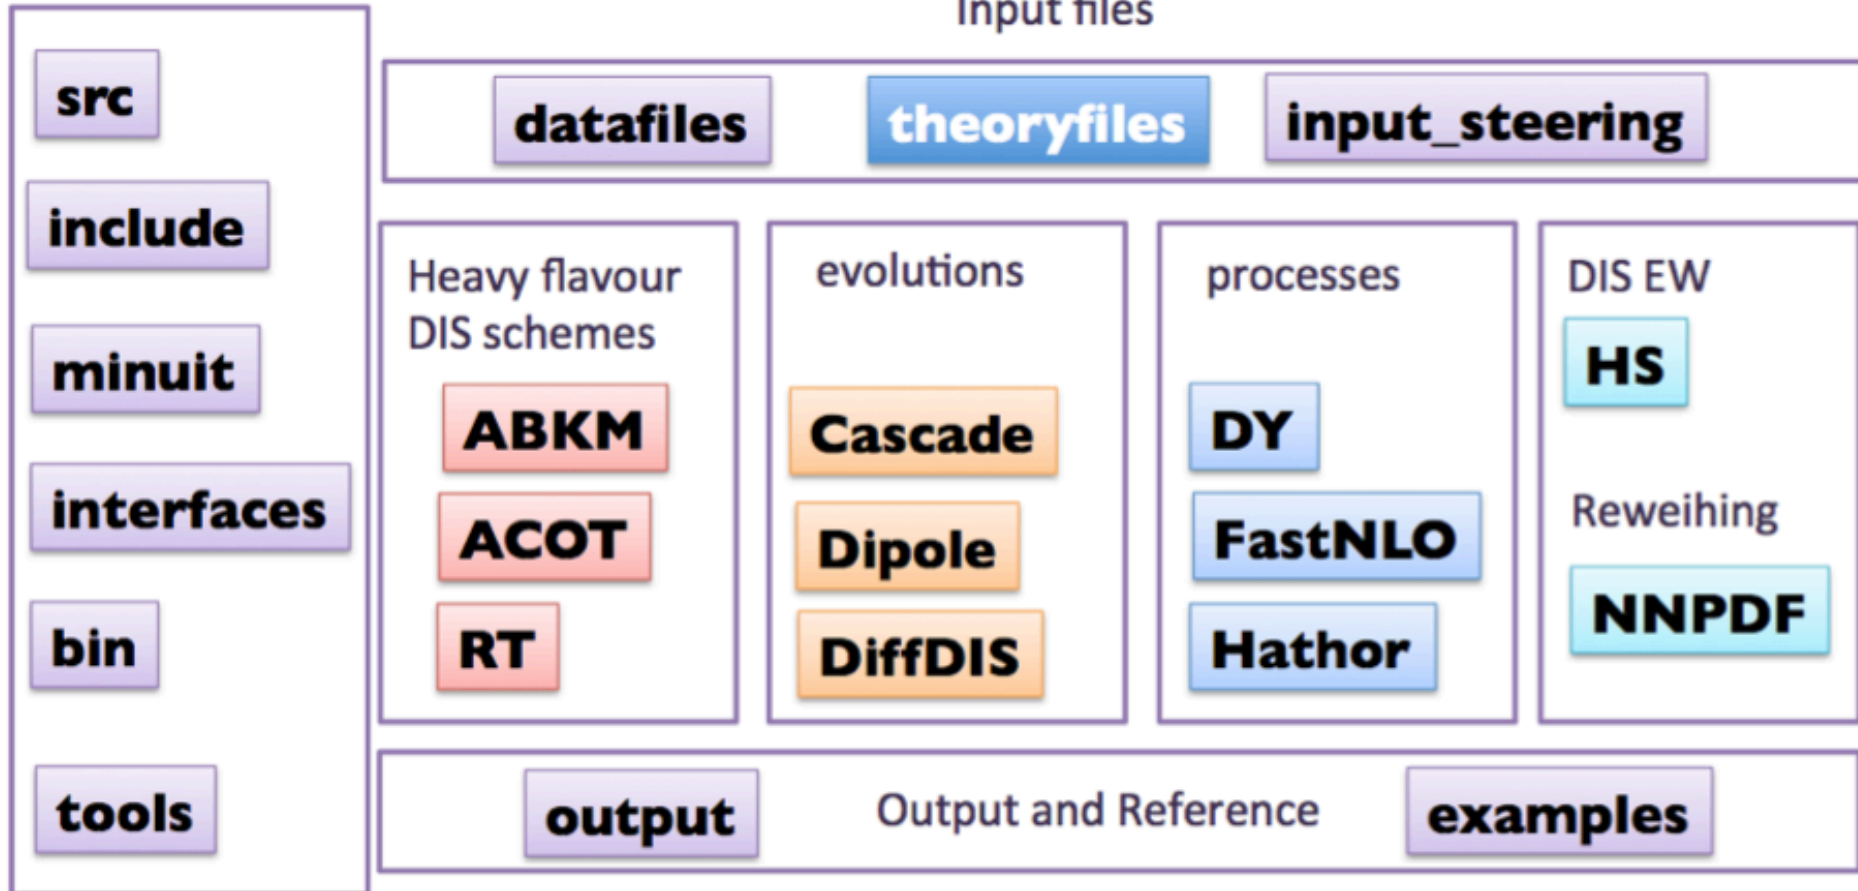 Input files
src
include
minuit
interfaces
bin
tools
datafiles
theoryfiles
input_steering
Heavy flavour
DIS schemes
ABKM
ACOT
RT
evolutions
Cascade
Dipole
DiffDIS
processes
DY
FastNLO
Hathor
DIS EW
HS
Reweihing
NNPDF
output
Output and Reference
examples